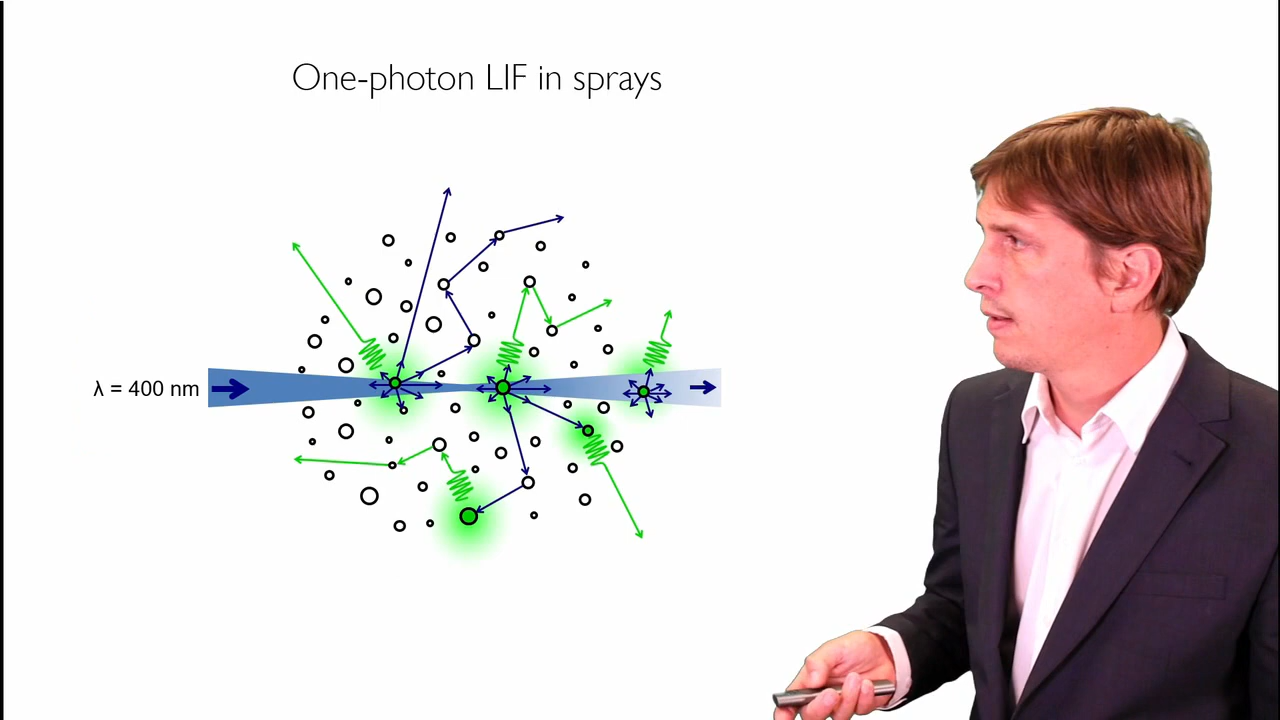 One-photon LIF in sprays
λ = 400 nm